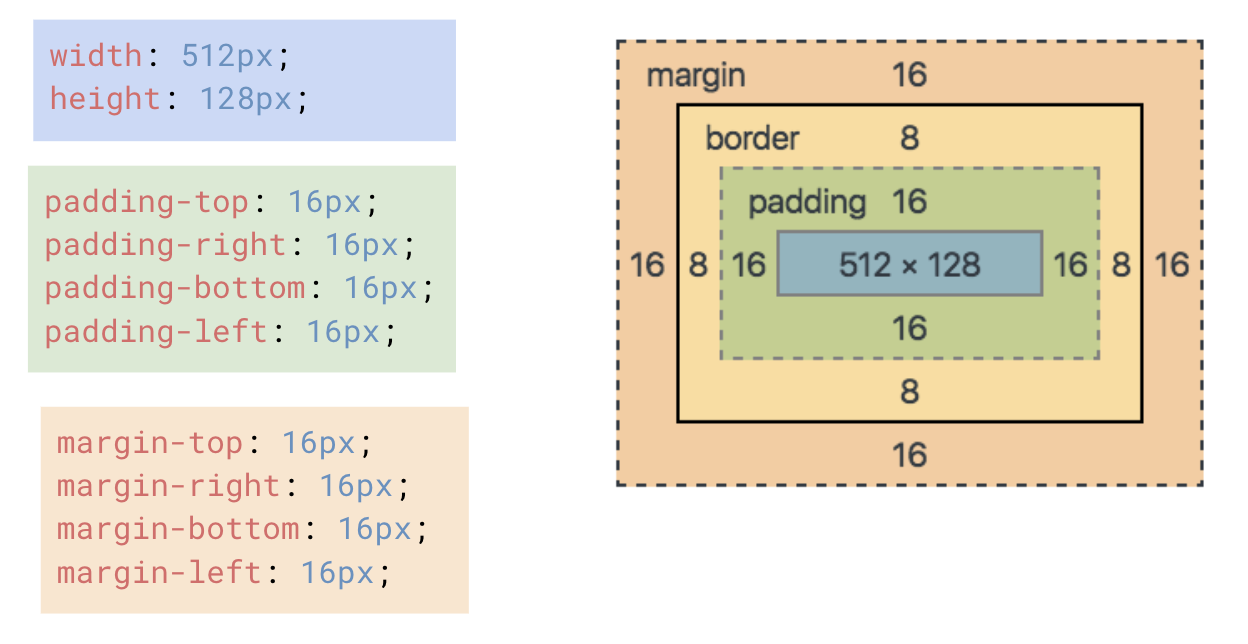 width: 512px;
height: 128px;
padding-top: 16px;
padding-right: 16px;
padding-bottom: 16px;
padding-left: 16px;
margin-top: 16px;
margin-right: 16px;
margin-bottom: 16px;
margin-left: 16px;
margin 16
border 8
padding 16
16 8 16 512 × 128 16 8 16
16
8
16